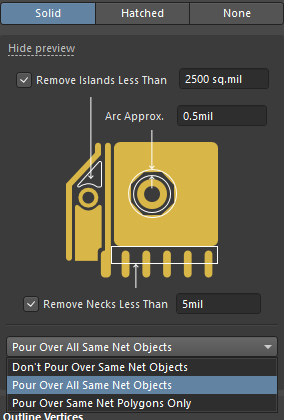 Solid Hatched None
Hide preview
Remove Islands Less Than 2500 sq.mil
Arc Approx. 0.5mil
Remove Necks Less Than 5mil
Pour Over All Same Net Objects
Don't Pour Over Same Net Objects
Pour Over All Same Net Objects
Pour Over Same Net Polygons Only
Outline Vertices